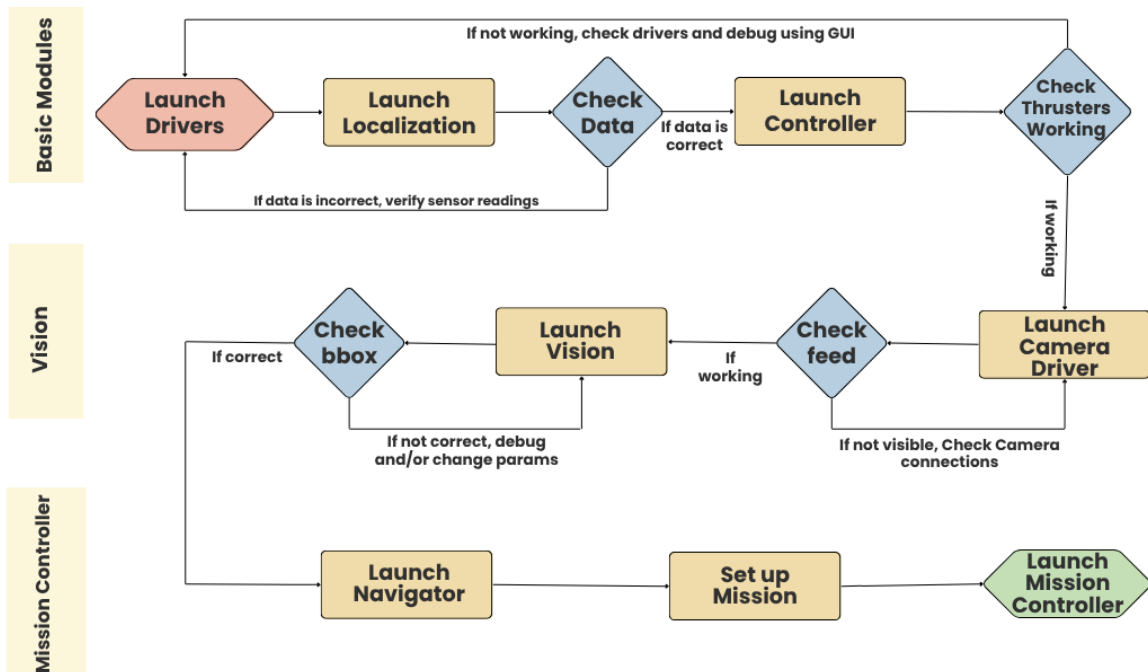 Basic Modules
If not working, check drivers and debug using GUI
Launch
Drivers
Launch
Localization
Check
Data
If data is
correct
Launch
Controller
Check
Thrusters
Working
If data is incorrect, verify sensor readings
If working
Vision
Launch
Camera
Driver
Check
feed
If
working
Launch
Vision
Check
bbox
If correct
If not visible, Check Camera
connections
If not correct, debug
and/or change params
Mission Controller
Launch
Navigator
Set up
Mission
Launch
Mission
Controller